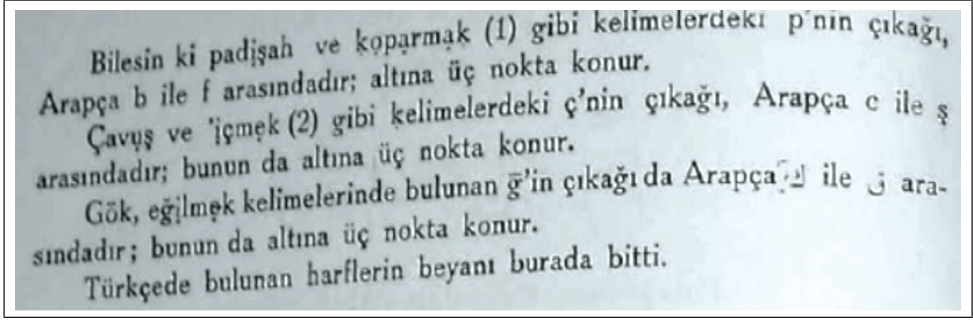 Bilesin ki padişah ve koparmak (1) gibi kelimelerdeki p'nin çıkağı,
Arapça b ile f arasındadır; altına üç nokta konur.
Çavuş ve 'içmek (2) gibi kelimelerdeki ç'nin çıkağı, Arapça c ile ş
arasındadır; bunun da altına üç nokta konur.
Gök, eğilmek kelimelerinde bulunan ğ'in çıkağı da Arapça ك ile ق ara-
sındadır; bunun da altına üç nokta konur.
Türkçede bulunan harflerin beyanı burada bitti.